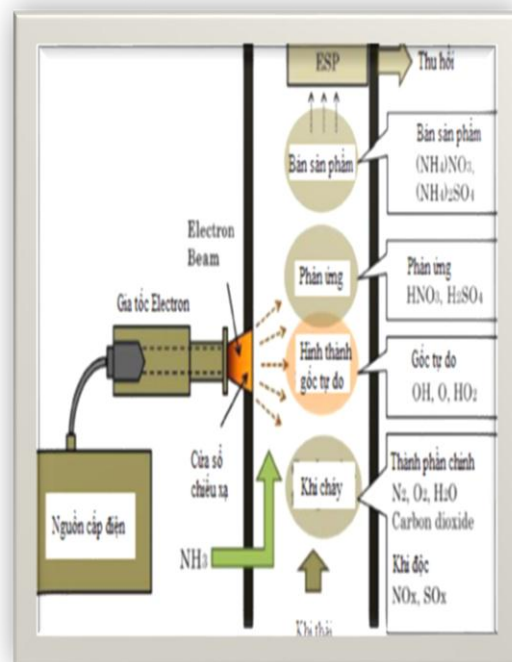 ESP
Thu hồi
Bán sản phẩm
(NH4)NO3,
(NH4)2SO4
Bán sản phẩm
Electron
Beam
Phản ứng
Phản ứng
HNO3, H2SO4
Gia tốc Electron
Hình thành
gốc tự do
Gốc tự do
OH, O, HO2
Cửa sổ
chiếu xạ
Khí cháy
Thành phần chính
N2, O2, H2O
Carbon dioxide
Khí độc
NOx, SOx
Nguồn cấp điện
NH3
Khí thải